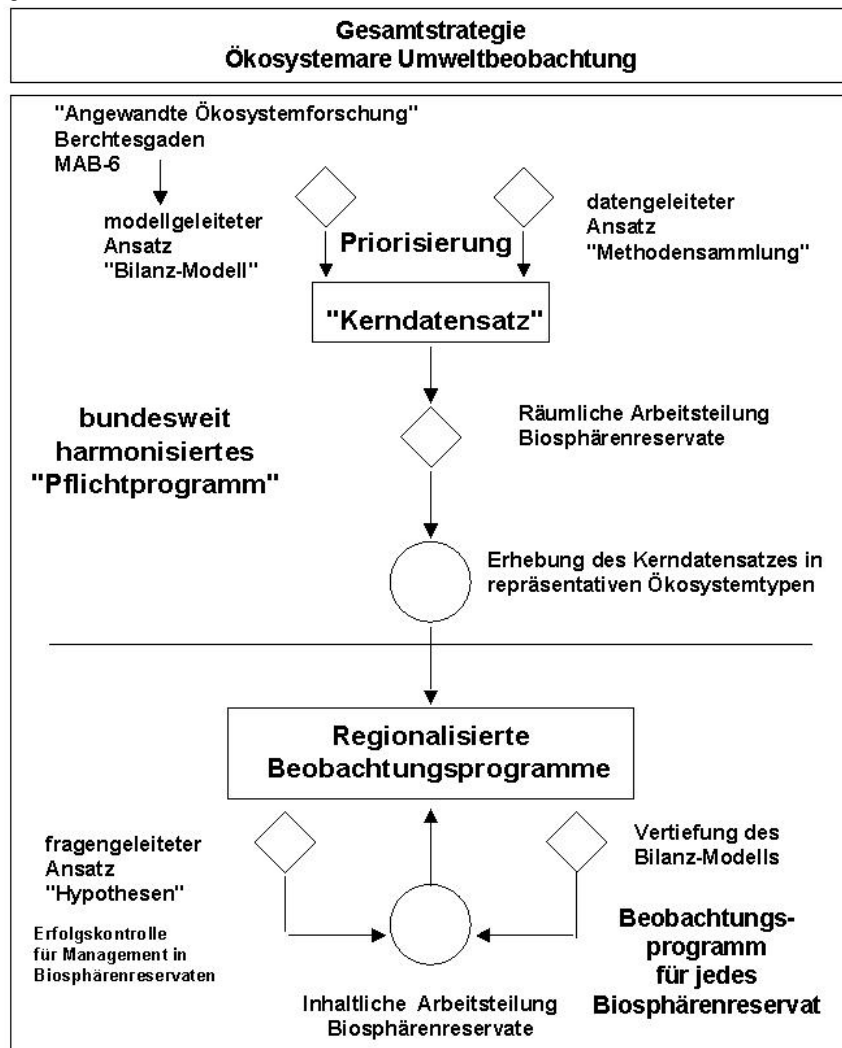 Gesamtstrategie
Ökosystemare Umweltbeobachtung
"Angewandte Ökosystemforschung"
Berchtesgaden
MAB-6
modellgeleiteter
Ansatz
"Bilanz-Modell"
Priorisierung
datengeleiteter
Ansatz
"Methodensammlung"
"Kerndatensatz"
bundesweit
harmonisiertes
"Pflichtprogramm"
Räumliche Arbeitsteilung
Biosphärenreservate
Erhebung des Kerndatensatzes in
repräsentativen Ökosystemtypen
Regionalisierte
Beobachtungsprogramme
fragengeleiteter
Ansatz
"Hypothesen"
Vertiefung des
Bilanz-Modells
Erfolgskontrolle
für Management in
Biosphärenreservaten
Beobachtungs-
programm
für jedes
Biosphärenreservat
Inhaltliche Arbeitsteilung
Biosphärenreservate